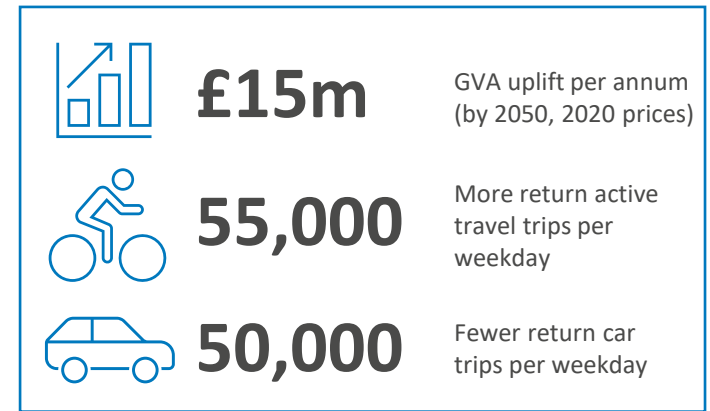 £15m
GVA uplift per annum
(by 2050, 2020 prices)
55,000
More return active
travel trips per
weekday
50,000
Fewer return car
trips per weekday